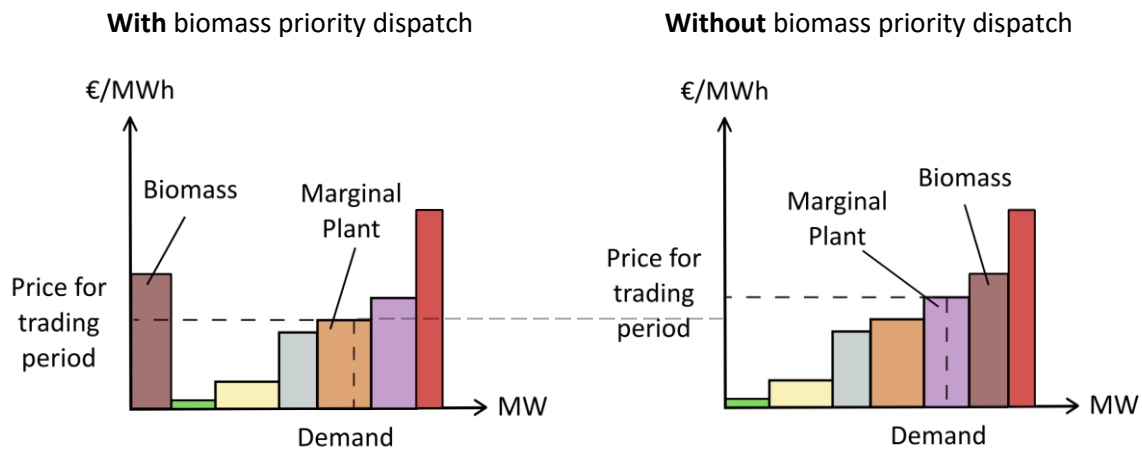 With biomass priority dispatch
€/MWh
Biomass
Marginal
Plant
Price for
trading
period
MW
Demand
Without biomass priority dispatch
€/MWh
Biomass
Marginal
Plant
Price for
trading
period
MW
Demand